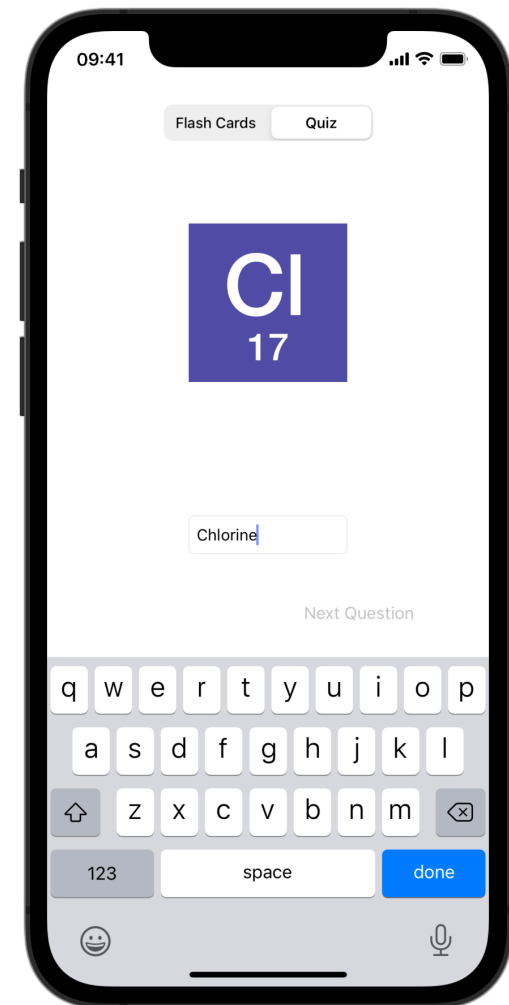 09:41
Flash Cards Quiz
Cl
17
Chlorine
Next Question
q w e r t y u i o p
a s d f g h j k l
z x c v b n m
123 space done